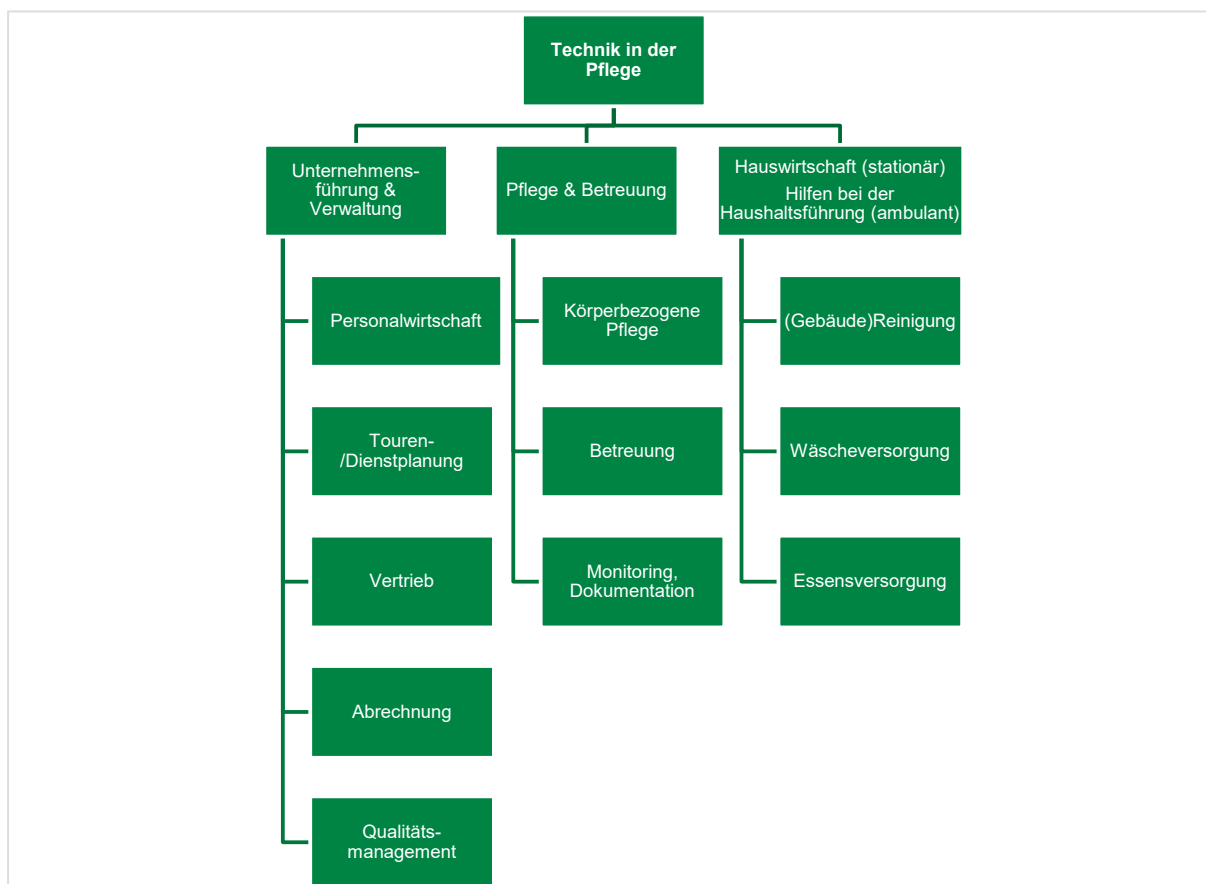 Technik in der
Pflege
Unternehmens-
führung &
Verwaltung
Pflege & Betreuung
Hauswirtschaft (stationär)
Hilfen bei der
Haushaltsführung (ambulant)
Personalwirtschaft
Touren-
/Dienstplanung
Vertrieb
Abrechnung
Qualitäts-
management
Körperbezogene
Pflege
Betreuung
Monitoring,
Dokumentation
(Gebäude)Reinigung
Wäscheversorgung
Essensversorgung